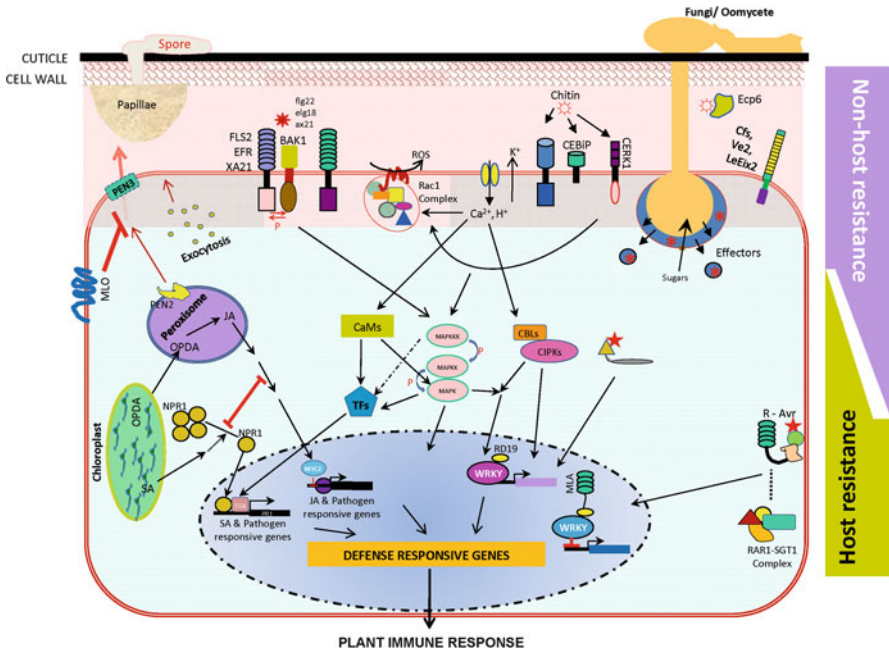 Fungi/ Oomycete
Spore
CUTICLE
CELL WALL
Papillae
flg22
elg18
ax21
FLS2
EFR
XA21
BAK1
P
ROS
Rac1
Complex
K⁺
Ca²⁺, H⁺
Chitin
CEBiP
CERK1
Ecp6
Cfs,
Ve2,
LeEix2
Non-host resistance
Host resistance
PEN3
Exocytosis
MLO
PEN2
Peroxisome
JA
OPDA
Sugars
Effectors
CaMs
MAPKKK
P
MAPKK
P
MAPK
CBLs
CIPKs
TFs
Chloroplast
OPDA
SA
NPR1
NPR1
R - Avr
RD19
WRKY
MLA
WRKY
MYC2
TGA
PR1
JA & Pathogen
responsive genes
SA & Pathogen
responsive genes
RAR1-SGT1
Complex
DEFENSE RESPONSIVE GENES
PLANT IMMUNE RESPONSE